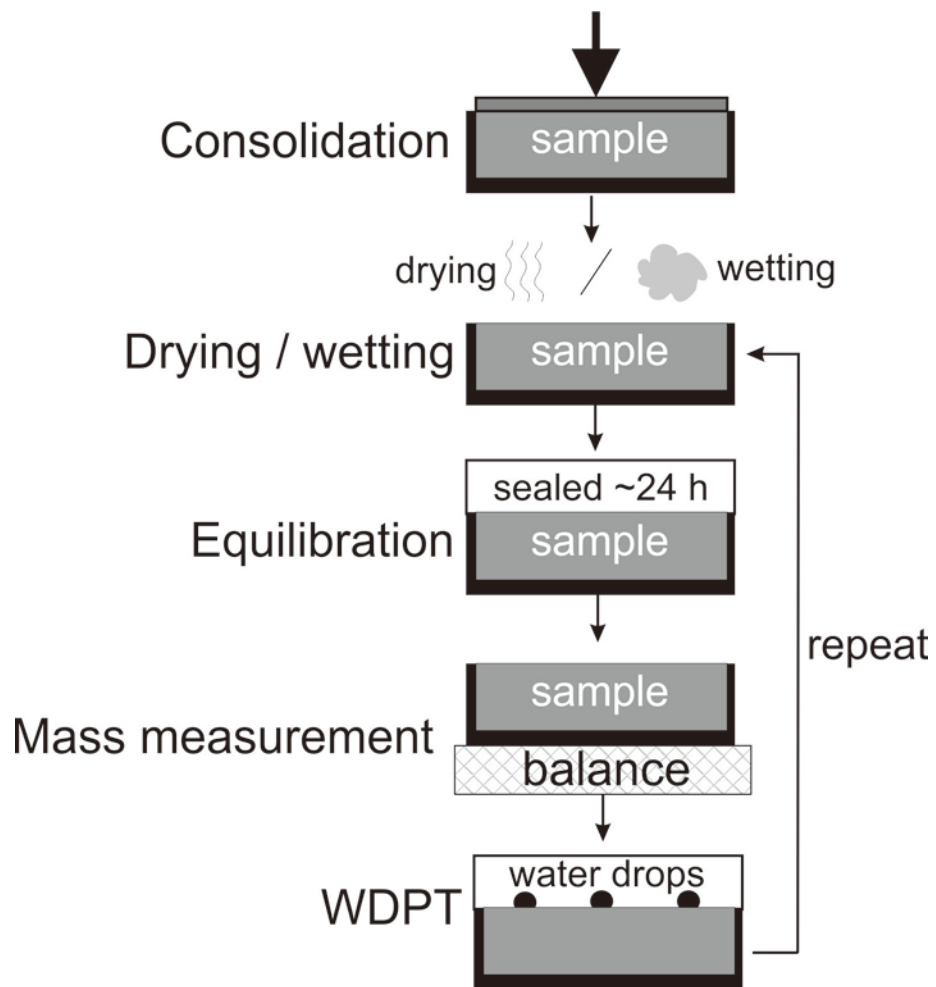 Consolidation
sample
drying
/
wetting
Drying / wetting
sample
sealed ~24 h
Equilibration
sample
repeat
sample
Mass measurement
balance
water drops
WDPT